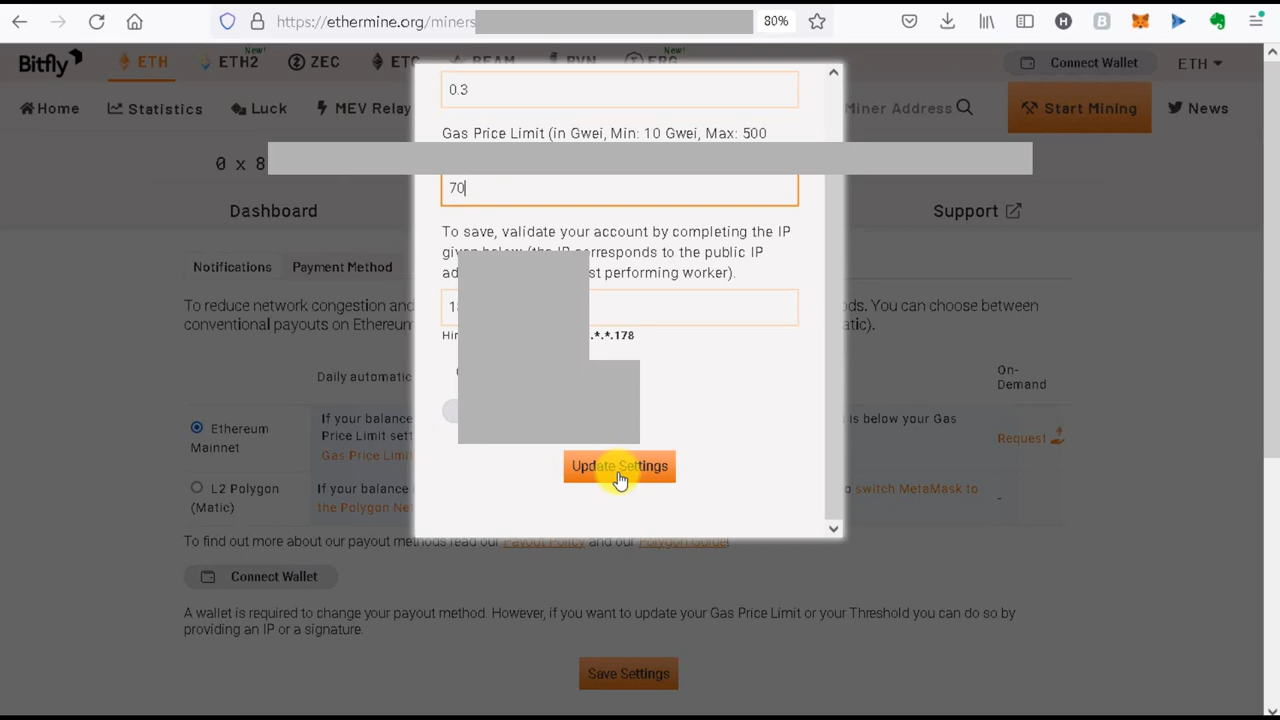 https://ethermine.org/miners
80%
Bitfly
ETH
ETH2
New!
ZEC
ETC
BEAM
RVN
ERG
New!
Connect Wallet
ETH
Home
Statistics
Luck
MEV Relay
Miner Address
Start Mining
News
0 x 8
Dashboard
Support
0.3
Gas Price Limit (in Gwei, Min: 10 Gwei, Max: 500
70
To save, validate your account by completing the IP
given below (the IP corresponds to the public IP
st performing worker).
.*.*.178
Update Settings
Notifications
Payment Method
To reduce network congestion and
ds. You can choose between
conventional payouts on Ethereum
atic).
Daily automatic
On-
Demand
Ethereum
Mainnet
If your balance
is below your Gas
Price Limit
Gas Price Limit
Request
L2 Polygon
(Matic)
If your balance
switch MetaMask to
the Polygon
-
To find out more about our payout methods read our Payout Policy and our Polygon Guide!
Connect Wallet
A wallet is required to change your payout method. However, if you want to update your Gas Price Limit or your Threshold you can do so by
providing an IP or a signature.
Save Settings